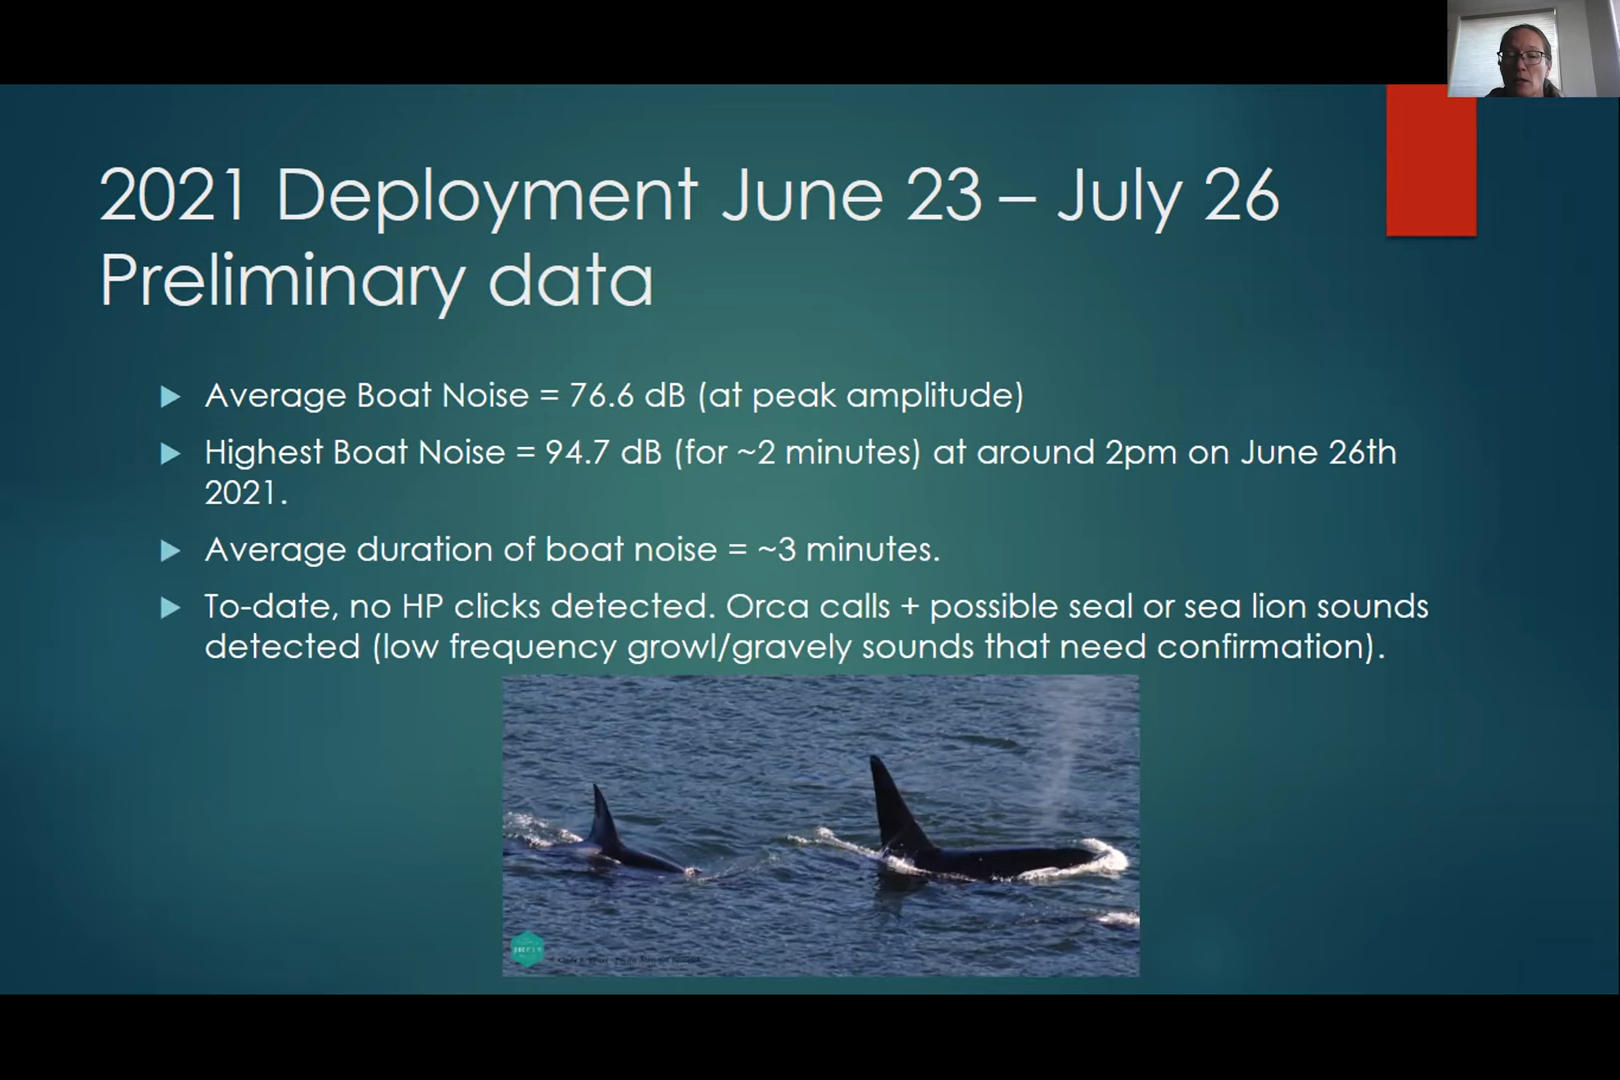 2021 Deployment June 23 – July 26
Preliminary data
Average Boat Noise = 76.6 dB (at peak amplitude)
Highest Boat Noise = 94.7 dB (for ~2 minutes) at around 2pm on June 26th
2021.
Average duration of boat noise = ~3 minutes.
To-date, no HP clicks detected. Orca calls + possible seal or sea lion sounds
detected (low frequency growl/gravely sounds that need confirmation).